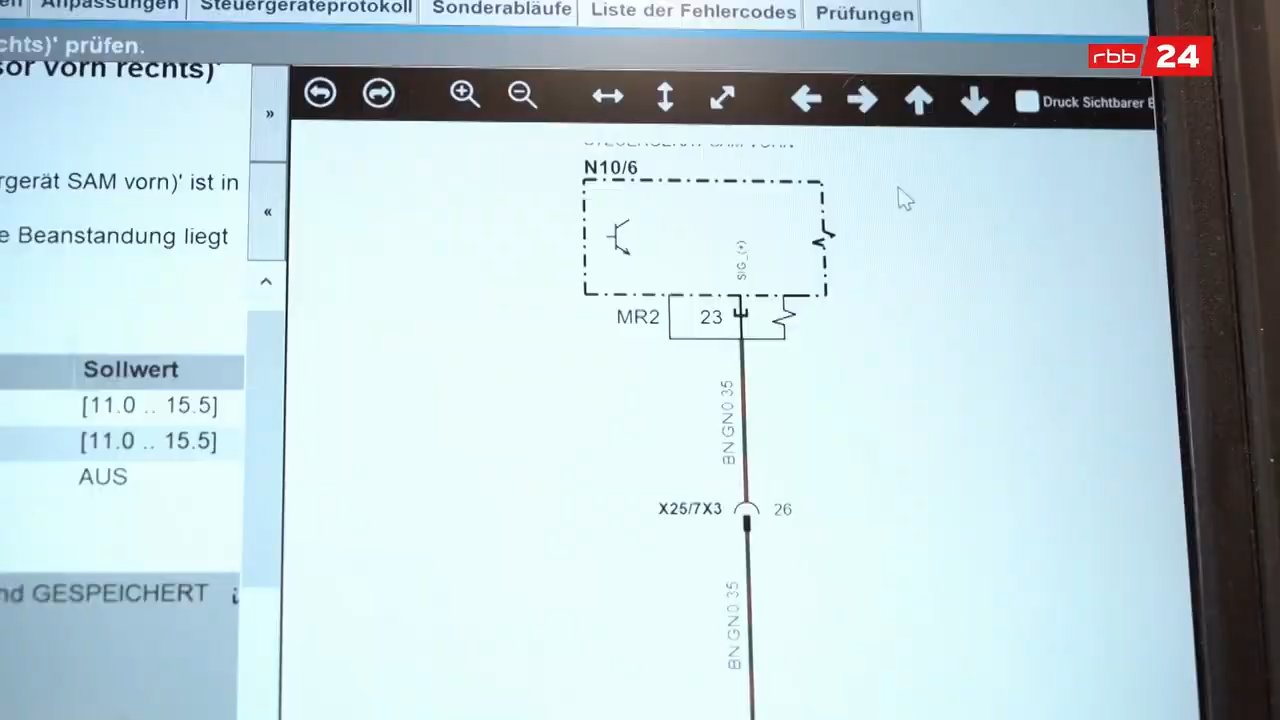 Anpassungen
Steuergeräteprotokoll
Sonderabläufe
Liste der Fehlercodes
Prüfungen
chts)' prüfen.
sor vorn rechts)'
rbb 24
»
Druck Sichtbarer
N10/6
rgerät SAM vorn)' ist in
«
e Beanstandung liegt
SIG_(+)
MR2
23
Sollwert
[11.0 .. 15.5]
BN GN0 35
[11.0 .. 15.5]
AUS
X25/7X3
26
nd GESPEICHERT
BN GN0 35